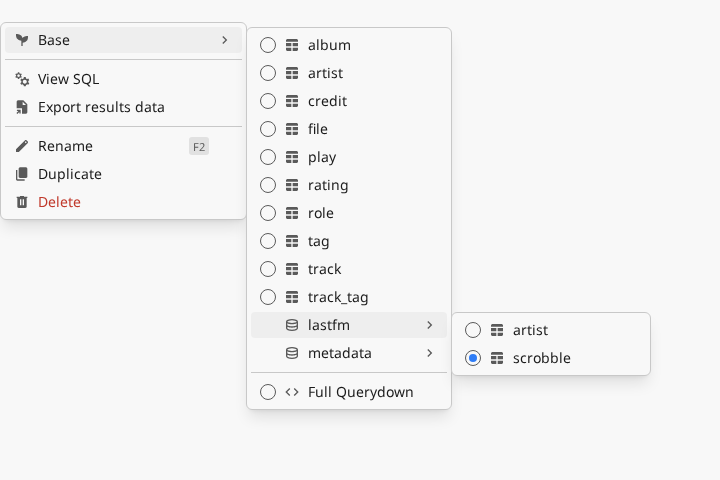 Base
View SQL
Export results data
Rename F2
Duplicate
Delete
album
artist
credit
file
play
rating
role
tag
track
track_tag
lastfm
metadata
Full Querydown
artist
scrobble